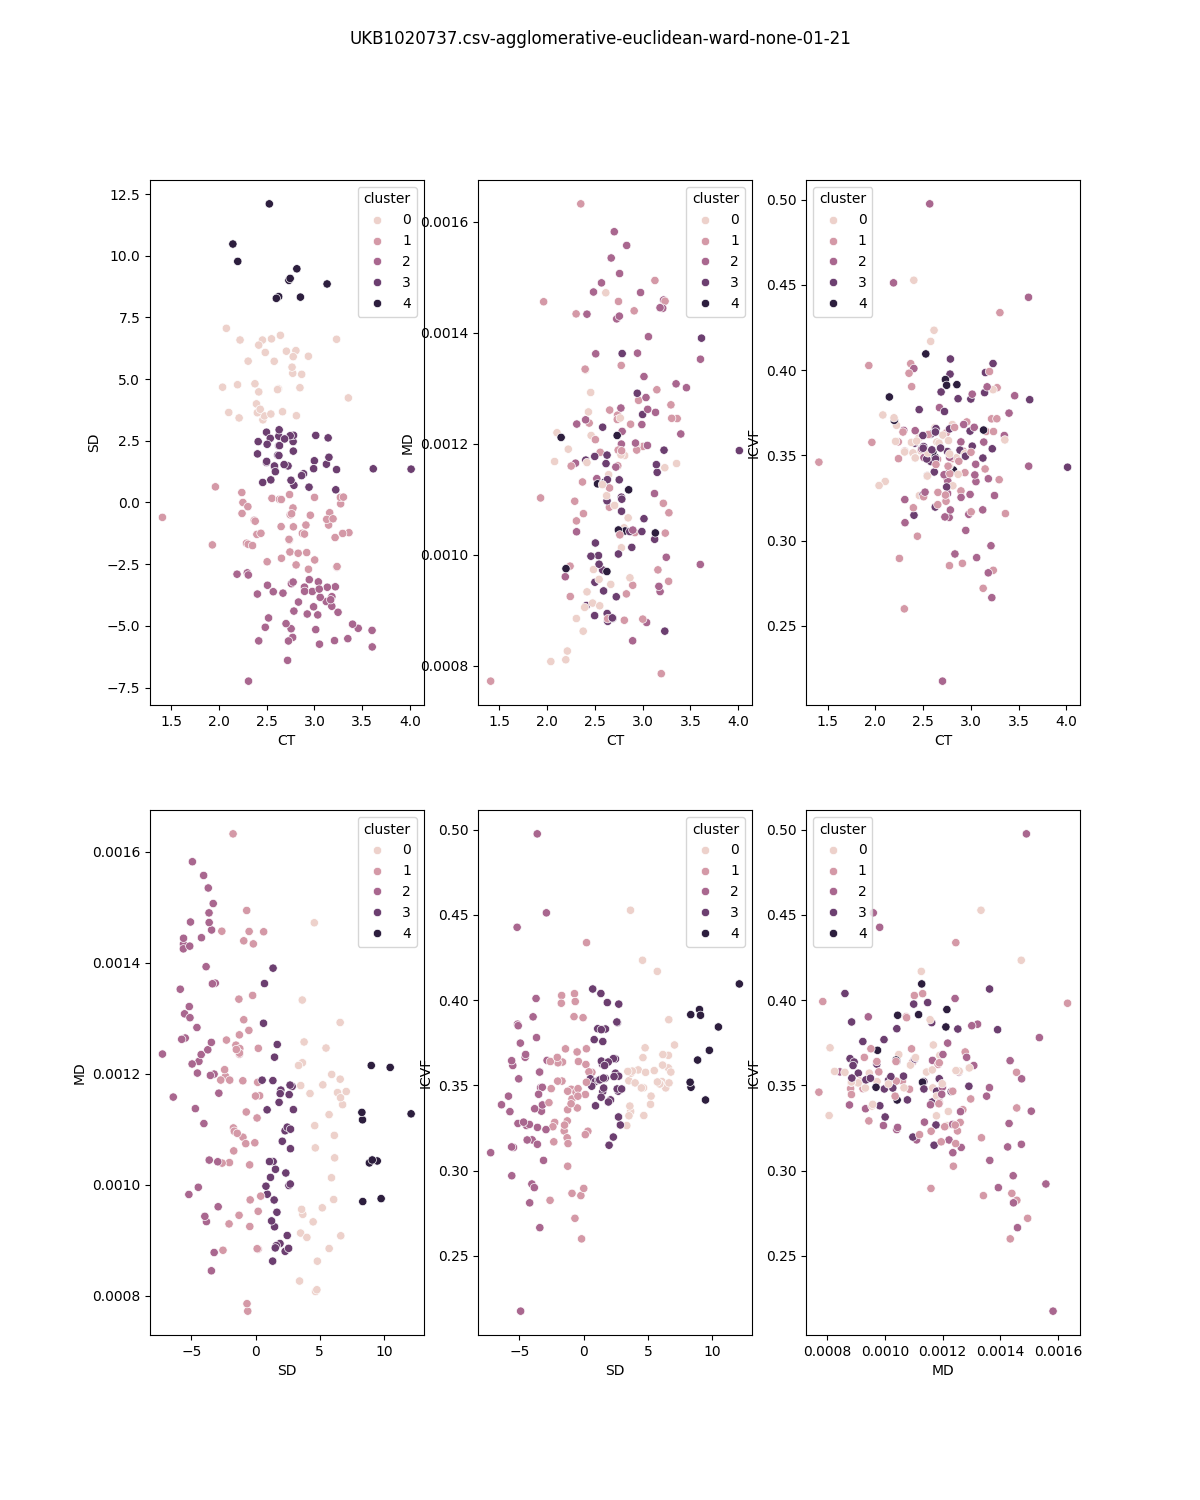 UKB1020737.csv-agglomerative-euclidean-ward-none-01-21
12.5
10.0
7.5
5.0
2.5
0.0
−2.5
−5.0
−7.5
SD
1.5 2.0 2.5 3.0 3.5 4.0
CT
cluster
0
1
2
3
4
0.0016
0.0014
0.0012
0.0010
0.0008
MD
1.5 2.0 2.5 3.0 3.5 4.0
CT
cluster
0
1
2
3
4
0.50
0.45
0.40
0.35
0.30
0.25
ICVF
1.5 2.0 2.5 3.0 3.5 4.0
CT
cluster
0
1
2
3
4
0.0016
0.0014
0.0012
0.0010
0.0008
MD
−5 0 5 10
SD
cluster
0
1
2
3
4
0.50
0.45
0.40
0.35
0.30
0.25
ICVF
−5 0 5 10
SD
cluster
0
1
2
3
4
0.50
0.45
0.40
0.35
0.30
0.25
ICVF
0.0008 0.0010 0.0012 0.0014 0.0016
MD
cluster
0
1
2
3
4